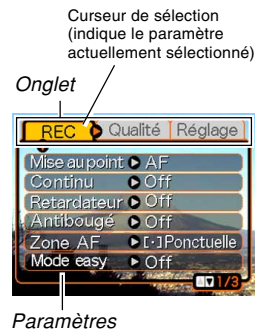 Curseur de sélection
(indique le paramètre
actuellement sélectionné)
Onglet
REC Qualité Réglage
Mise au point AF
Continu Off
Retardateur Off
Antibougé Off
Zone AF [·] Ponctuelle
Mode easy Off
1/3
Paramètres